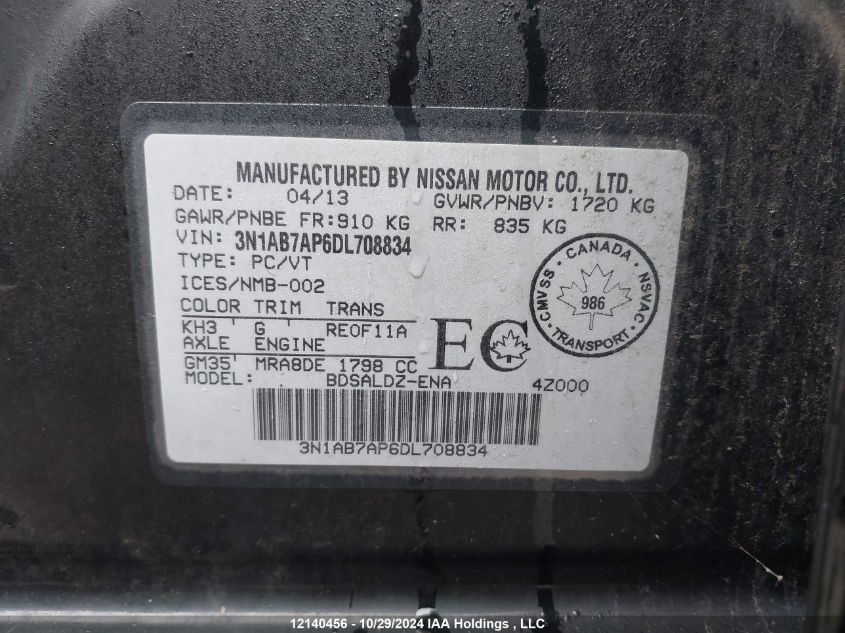 MANUFACTURED BY NISSAN MOTOR CO., LTD.
DATE: 04/13 GVWR/PNBV: 1720 KG
GAWR/PNBE FR:910 KG RR: 835 KG
VIN: 3N1AB7AP6DL708834
TYPE: PC/VT
ICES/NMB-002
COLOR TRIM TRANS
KH3 ' G ' RE0F11A
AXLE ENGINE
GM35' MRA8DE 1798 CC
MODEL: BDSALDZ-ENA 4Z000
EC
CANADA
CMVSS NSVAC
986
TRANSPORT
3N1AB7AP6DL708834
12140456 - 10/29/2024 IAA Holdings , LLC